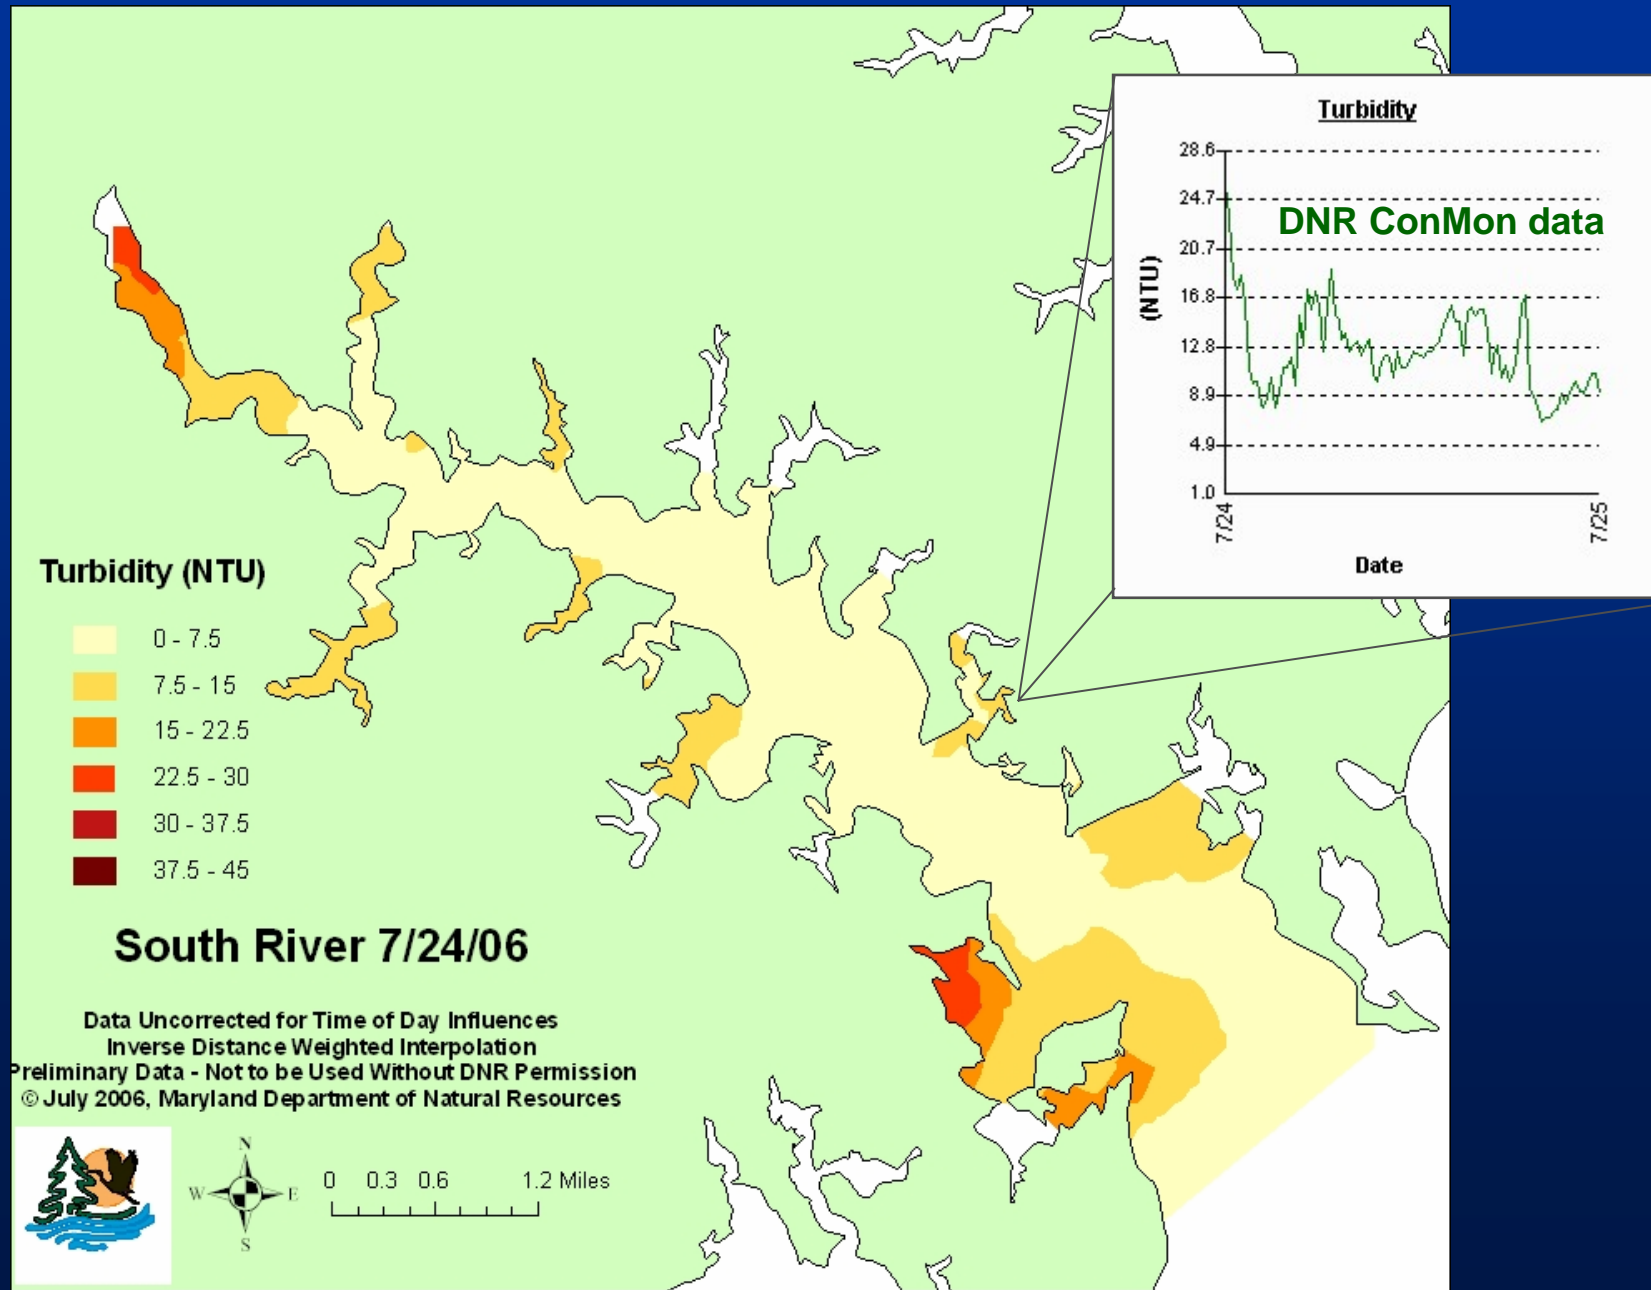 Turbidity
28.6
24.7
DNR ConMon data
20.7
16.8
12.8
8.9
4.9
1.0
(NTU)
7/24
7/25
Date
Turbidity (NTU)
0 - 7.5
7.5 - 15
15 - 22.5
22.5 - 30
30 - 37.5
37.5 - 45
South River 7/24/06
Data Uncorrected for Time of Day Influences
Inverse Distance Weighted Interpolation
Preliminary Data - Not to be Used Without DNR Permission
© July 2006, Maryland Department of Natural Resources
N
W E
S
0 0.3 0.6 1.2 Miles